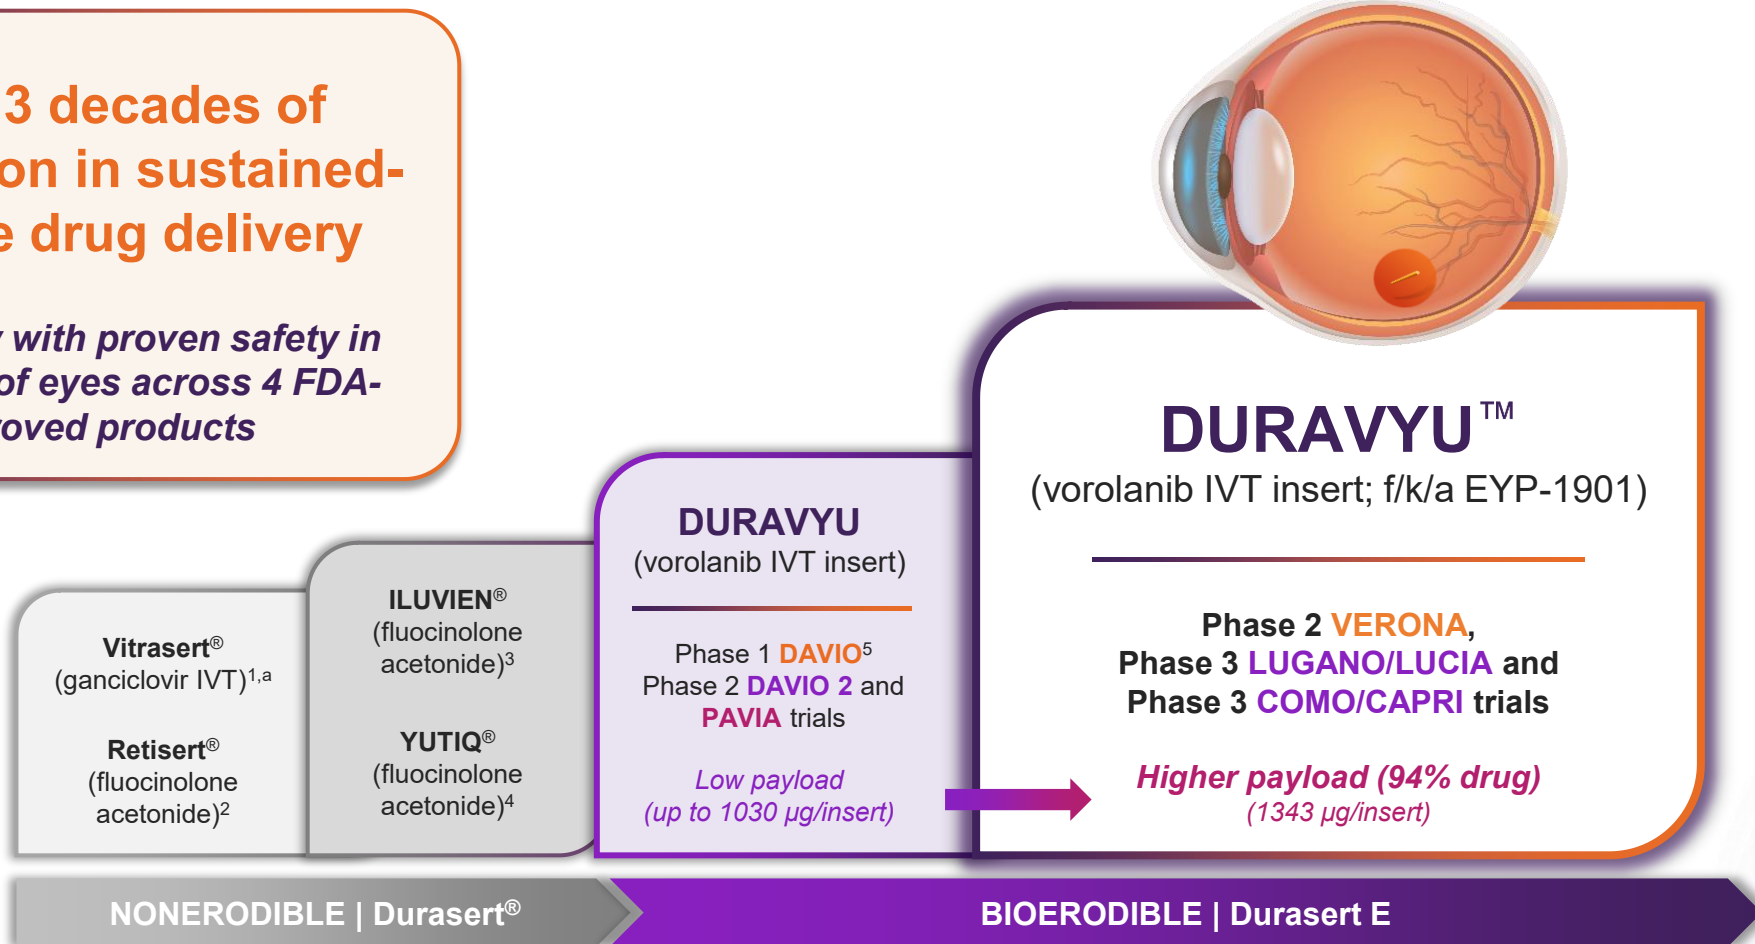 3 decades of
on in sustained-
e drug delivery
y with proven safety in
of eyes across 4 FDA-
roved products
Vitrasert®
(ganciclovir IVT)1,a
Retisert®
(fluocinolone
acetonide)2
ILUVIEN®
(fluocinolone
acetonide)3
YUTIQ®
(fluocinolone
acetonide)4
DURAVYU
(vorolanib IVT insert)
Phase 1 DAVIO5
Phase 2 DAVIO 2 and
PAVIA trials
Low payload
(up to 1030 µg/insert)
DURAVYU™
(vorolanib IVT insert; f/k/a EYP-1901)
Phase 2 VERONA,
Phase 3 LUGANO/LUCIA and
Phase 3 COMO/CAPRI trials
Higher payload (94% drug)
(1343 µg/insert)
NONERODIBLE | Durasert®
BIOERODIBLE | Durasert E